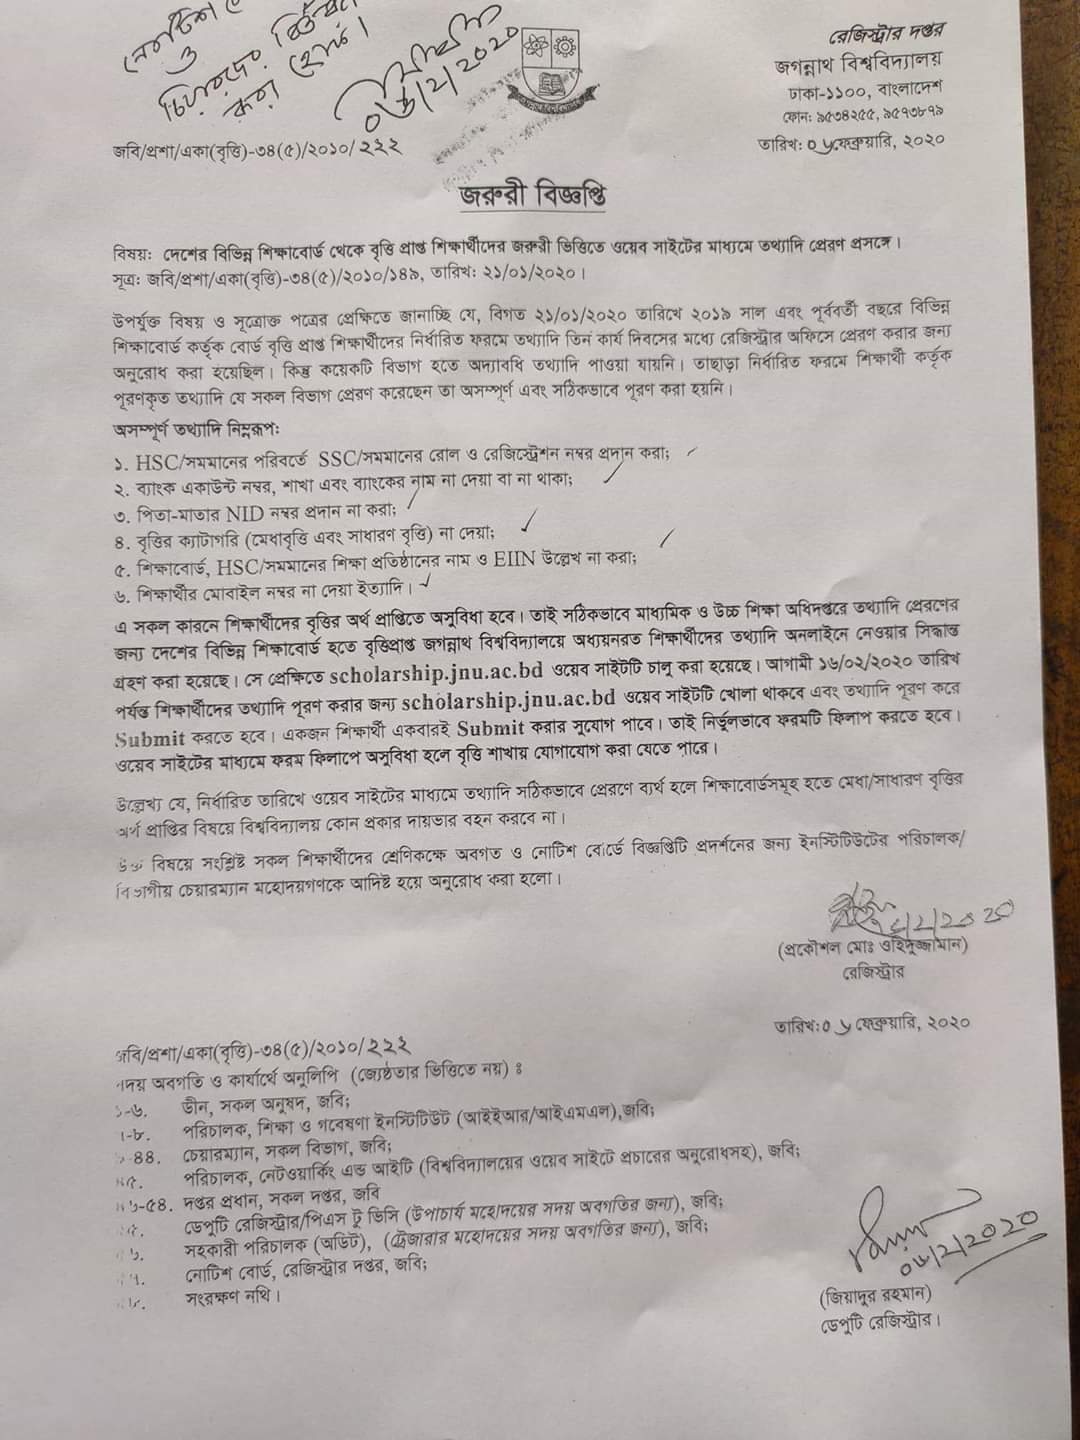 নোটিশ
ও
চিয়ারদের
করা হোক।
০৬/২/২০২০
রেজিস্ট্রার দপ্তর
জগন্নাথ বিশ্ববিদ্যালয়
ঢাকা-১১০০, বাংলাদেশ
ফোন: ৯৫৩৪২৫৫, ৯৫৭৩৮৭৯
জবি/প্রশা/একা(বৃত্তি)-৩৪(৫)/২০১০/২২২
তারিখ: ০৬ফেব্রুয়ারি, ২০২০
জরুরী বিজ্ঞপ্তি
বিষয়: দেশের বিভিন্ন শিক্ষাবোর্ড থেকে বৃত্তি প্রাপ্ত শিক্ষার্থীদের জরুরী ভিত্তিতে ওয়েব সাইটের মাধ্যমে তথ্যাদি প্রেরণ প্রসঙ্গে।
সূত্র: জবি/প্রশা/একা(বৃত্তি)-৩৪(৫)/২০১০/১৪৯, তারিখ: ২১/০১/২০২০।
উপর্যুক্ত বিষয় ও সূত্রোক্ত পত্রের প্রেক্ষিতে জানাচ্ছি যে, বিগত ২১/০১/২০২০ তারিখে ২০১৯ সাল এবং পূর্ববর্তী বছরে বিভিন্ন
শিক্ষাবোর্ড কর্তৃক বোর্ড বৃত্তি প্রাপ্ত শিক্ষার্থীদের নির্ধারিত ফরমে তথ্যাদি তিন কার্য দিবসের মধ্যে রেজিস্ট্রার অফিসে প্রেরণ করার জন্য
অনুরোধ করা হয়েছিল। কিন্তু কয়েকটি বিভাগ হতে অদ্যাবধি তথ্যাদি পাওয়া যায়নি। তাছাড়া নির্ধারিত ফরমে শিক্ষার্থী কর্তৃক
পূরণকৃত তথ্যাদি যে সকল বিভাগ প্রেরণ করেছেন তা অসম্পূর্ণ এবং সঠিকভাবে পূরণ করা হয়নি।
অসম্পূর্ণ তথ্যাদি নিম্নরূপ:
১. HSC/সমমানের পরিবর্তে SSC/সমমানের রোল ও রেজিস্ট্রেশন নম্বর প্রদান করা;
২. ব্যাংক একাউন্ট নম্বর, শাখা এবং ব্যাংকের নাম না দেয়া বা না থাকা;
৩. পিতা-মাতার NID নম্বর প্রদান না করা;
৪. বৃত্তির ক্যাটাগরি (মেধাবৃত্তি এবং সাধারণ বৃত্তি) না দেয়া;
৫. শিক্ষাবোর্ড, HSC/সমমানের শিক্ষা প্রতিষ্ঠানের নাম ও EIIN উল্লেখ না করা;
৬. শিক্ষার্থীর মোবাইল নম্বর না দেয়া ইত্যাদি।
এ সকল কারনে শিক্ষার্থীদের বৃত্তির অর্থ প্রাপ্তিতে অসুবিধা হবে। তাই সঠিকভাবে মাধ্যমিক ও উচ্চ শিক্ষা অধিদপ্তরে তথ্যাদি প্রেরণের
জন্য দেশের বিভিন্ন শিক্ষাবোর্ড হতে বৃত্তিপ্রাপ্ত জগন্নাথ বিশ্ববিদ্যালয়ে অধ্যয়নরত শিক্ষার্থীদের তথ্যাদি অনলাইনে নেওয়ার সিদ্ধান্ত
গ্রহণ করা হয়েছে। সে প্রেক্ষিতে scholarship.jnu.ac.bd ওয়েব সাইটটি চালু করা হয়েছে। আগামী ১৬/০২/২০২০ তারিখ
পর্যন্ত শিক্ষার্থীদের তথ্যাদি পূরণ করার জন্য scholarship.jnu.ac.bd ওয়েব সাইটটি খোলা থাকবে এবং তথ্যাদি পূরণ করে
Submit করতে হবে। একজন শিক্ষার্থী একবারই Submit করার সুযোগ পাবে। তাই নির্ভুলভাবে ফরমটি ফিলাপ করতে হবে।
ওয়েব সাইটের মাধ্যমে ফরম ফিলাপে অসুবিধা হলে বৃত্তি শাখায় যোগাযোগ করা যেতে পারে।
উল্লেখ্য যে, নির্ধারিত তারিখে ওয়েব সাইটের মাধ্যমে তথ্যাদি সঠিকভাবে প্রেরণে ব্যর্থ হলে শিক্ষাবোর্ডসমূহ হতে মেধা/সাধারণ বৃত্তির
অর্থ প্রাপ্তির বিষয়ে বিশ্ববিদ্যালয় কোন প্রকার দায়ভার বহন করবে না।
উক্ত বিষয়ে সংশ্লিষ্ট সকল শিক্ষার্থীদের শ্রেণিকক্ষে অবগত ও নোটিশ বোর্ডে বিজ্ঞপ্তিটি প্রদর্শনের জন্য ইনস্টিটিউটের পরিচালক/
বিভাগীয় চেয়ারম্যান মহোদয়গণকে আদিষ্ট হয়ে অনুরোধ করা হলো।
৬/২/২০২০
(প্রকৌশল মোঃ ওহিদুজ্জামান)
রেজিস্ট্রার
তারিখ:০৬ ফেব্রুয়ারি, ২০২০
জবি/প্রশা/একা(বৃত্তি)-৩৪(৫)/২০১০/২২২
সদয় অবগতি ও কার্যার্থে অনুলিপি (জ্যেষ্ঠতার ভিত্তিতে নয়) ঃ
১-৬. ডীন, সকল অনুষদ, জবি;
-৮. পরিচালক, শিক্ষা ও গবেষণা ইনস্টিটিউট (আইইআর/আইএমএল),জবি;
-৪৪. চেয়ারম্যান, সকল বিভাগ, জবি;
৪৫. পরিচালক, নেটওয়ার্কিং এন্ড আইটি (বিশ্ববিদ্যালয়ের ওয়েব সাইটে প্রচারের অনুরোধসহ), জবি;
৪৬-৫৪. দপ্তর প্রধান, সকল দপ্তর, জবি
৫৫. ডেপুটি রেজিস্ট্রার/পিএস টু ভিসি (উপাচার্য মহোদয়ের সদয় অবগতির জন্য), জবি;
৫৬. সহকারী পরিচালক (অডিট), (ট্রেজারার মহোদয়ের সদয় অবগতির জন্য), জবি;
৫৭. নোটিশ বোর্ড, রেজিস্ট্রার দপ্তর, জবি;
৫৮. সংরক্ষণ নথি।
০৬/২/২০২০
(জিয়াদুর রহমান)
ডেপুটি রেজিস্ট্রার।